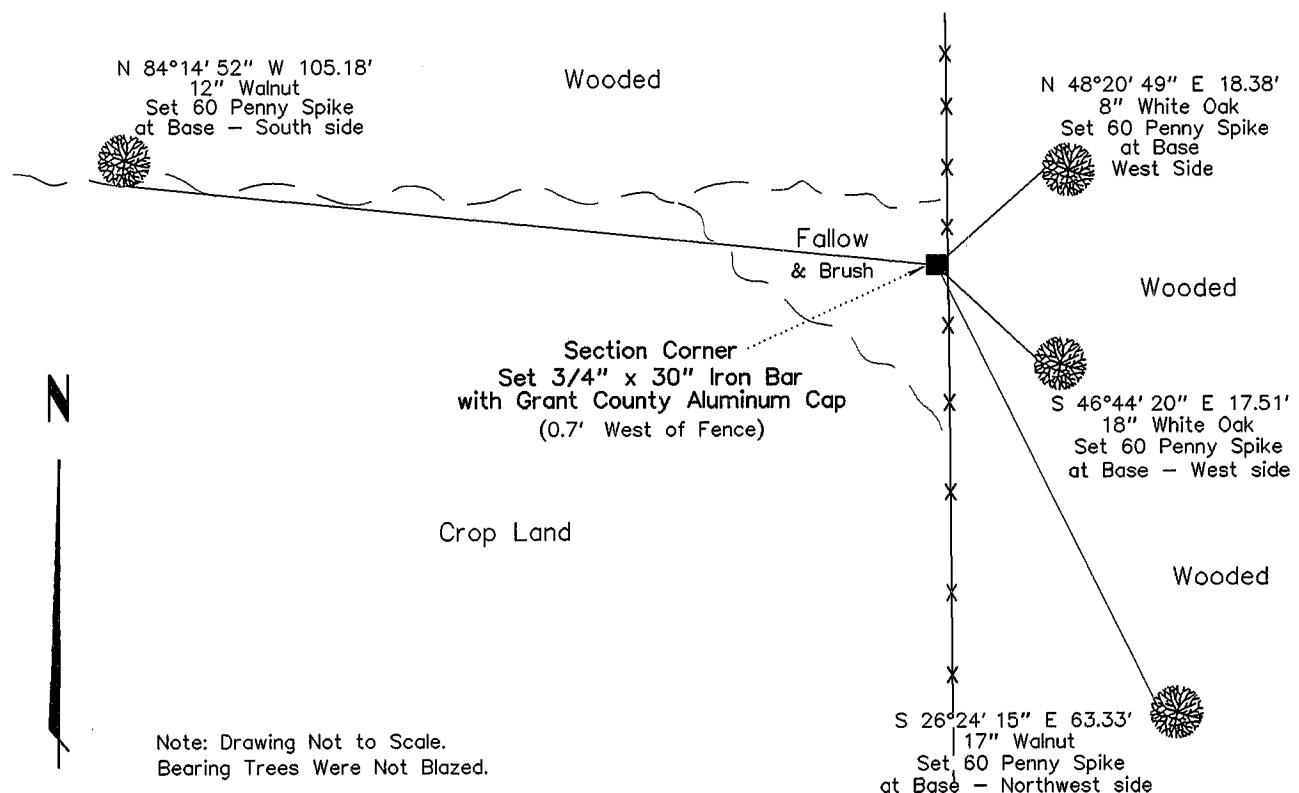 N 84°14' 52" W 105.18'
12" Walnut
Set 60 Penny Spike
at Base – South side
Wooded
N 48°20' 49" E 18.38'
8" White Oak
Set 60 Penny Spike
at Base
West Side
Fallow
& Brush
Wooded
Section Corner
Set 3/4" x 30" Iron Bar
with Grant County Aluminum Cap
(0.7' West of Fence)
N
S 46°44' 20" E 17.51'
18" White Oak
Set 60 Penny Spike
at Base – West side
Crop Land
Wooded
S 26°24' 15" E 63.33'
17" Walnut
Set 60 Penny Spike
at Base – Northwest side
Note: Drawing Not to Scale.
Bearing Trees Were Not Blazed.